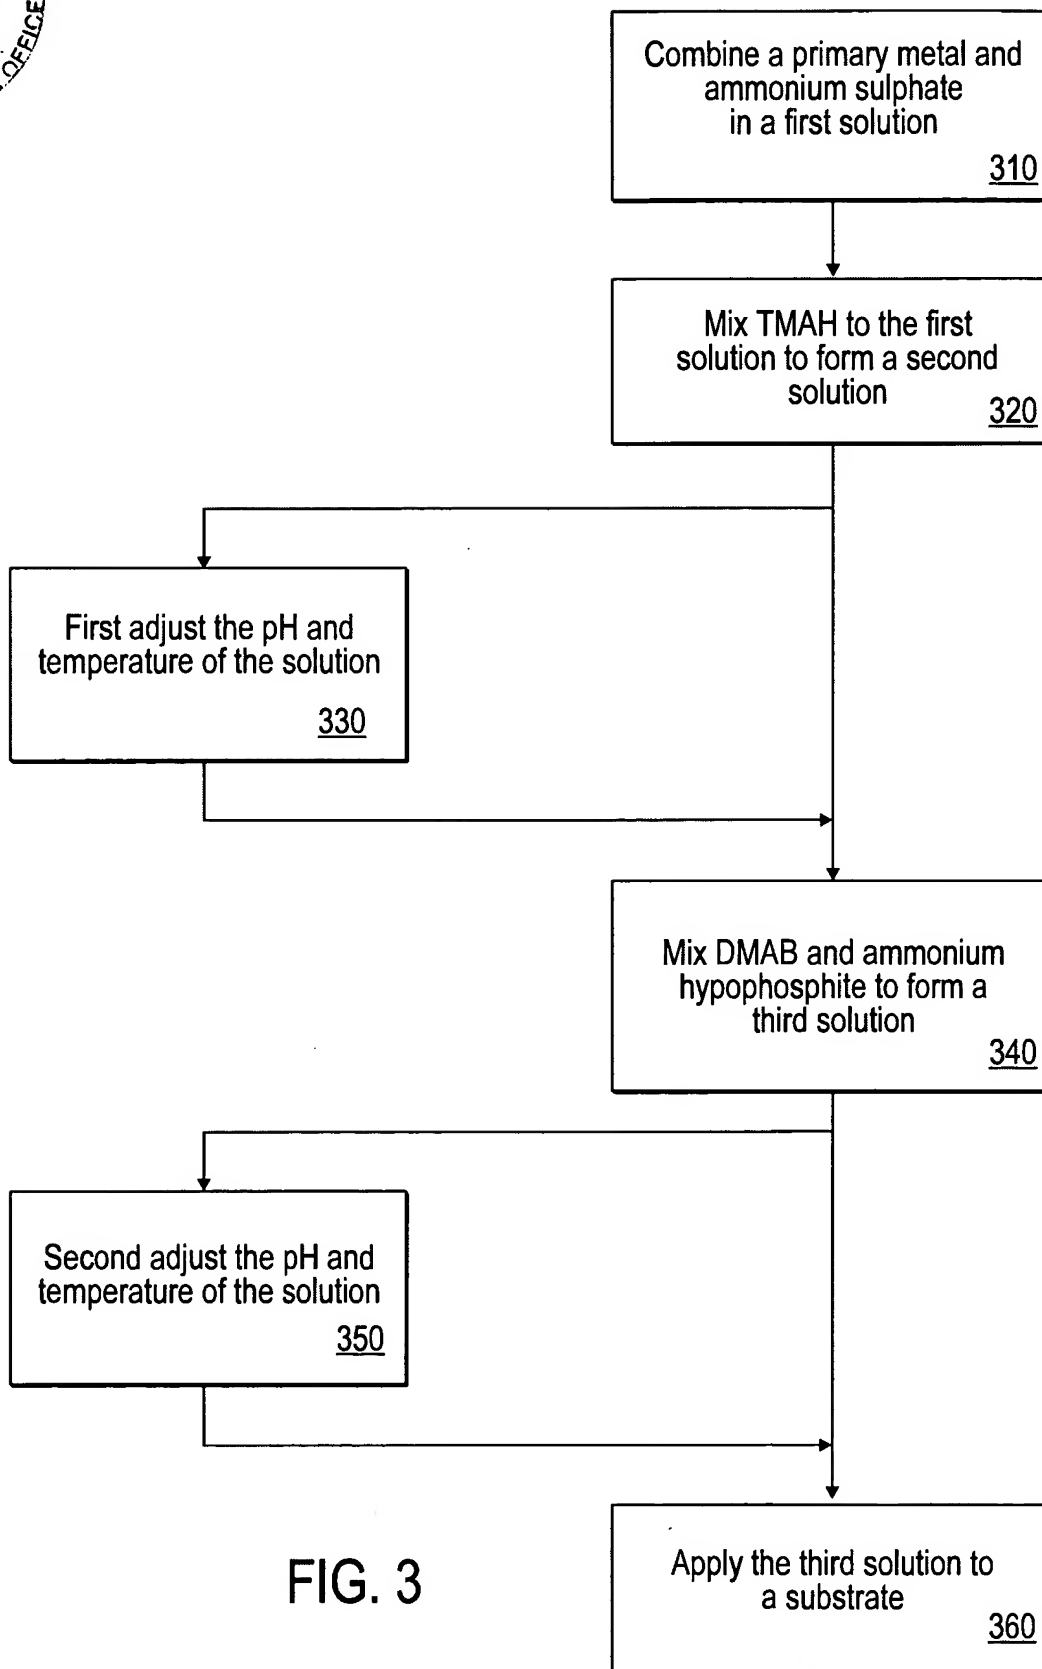 OFFICE
Combine a primary metal and
ammonium sulphate
in a first solution
310
Mix TMAH to the first
solution to form a second
solution
320
First adjust the pH and
temperature of the solution
330
Mix DMAB and ammonium
hypophosphite to form a
third solution
340
Second adjust the pH and
temperature of the solution
350
Apply the third solution to
a substrate
360
FIG. 3